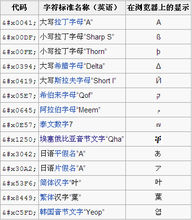 代码 字符标准名称（英语） 在浏览器上的显示
&#x0041; 大写拉丁字母"A" A
&#x00DF; 小写拉丁字母"Sharp S" ß
&#x00FE; 小写拉丁字母"Thorn" þ
&#x0394; 大写希腊字母"Delta" Δ
&#x0419; 大写斯拉夫字母"Short I" Й
&#x05E7; 希伯来字母"Qof" ק
&#x0645; 阿拉伯字母"Meem" م
&#x0E57; 泰文数字7 ๗
&#x1250; 埃塞俄比亚音节文字"Qha" ቐ
&#x3042; 日语平假名"A" あ
&#x30A2; 日语片假名"A" ア
&#x53F6; 简体汉字"叶" 叶
&#x8449; 繁体汉字"葉" 葉
&#xC5FD; 韩国音节文字"Yeop" 엽